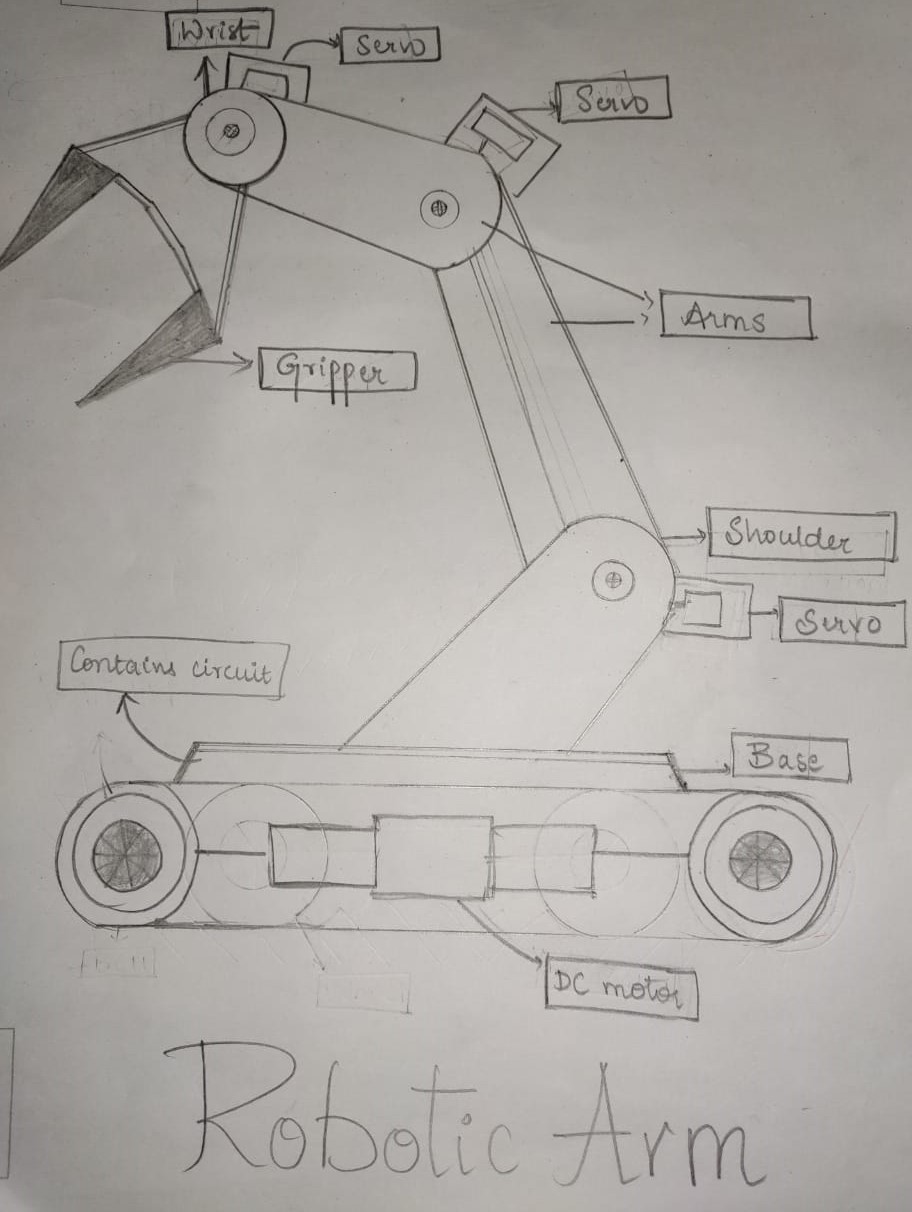 Wrist
Servo
Servo
Arms
Gripper
Shoulder
Servo
Contains circuit
Base
DC motor
Robotic Arm